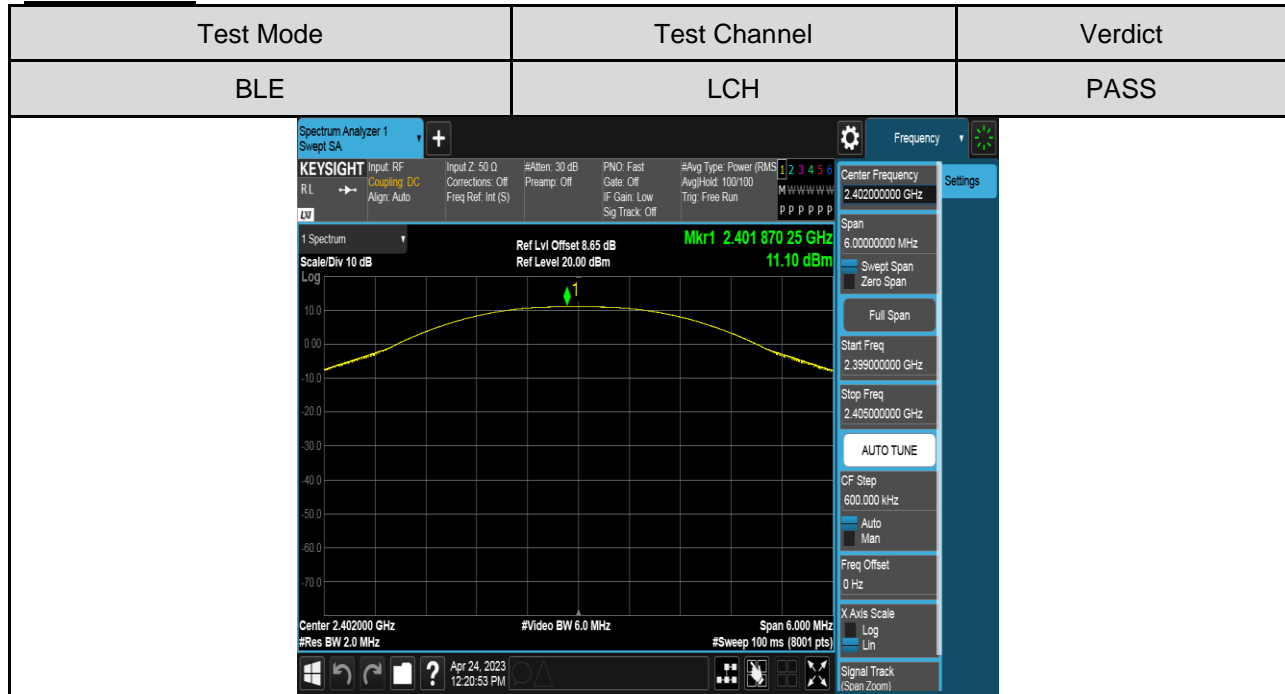 Test Mode Test Channel Verdict
BLE LCH PASS
Spectrum Analyzer 1
Swept SA
+
Frequency
KEYSIGHT
RL
LXI
Input: RF
Coupling: DC
Align: Auto
Input Z: 50 Ω
Corrections: Off
Freq Ref: Int (S)
#Atten: 30 dB
Preamp: Off
PNO: Fast
Gate: Off
IF Gain: Low
Sig Track: Off
#Avg Type: Power (RMS
Avg|Hold: 100/100
Trig: Free Run
1 2 3 4 5 6
M W W W W W
P P P P P P
1 Spectrum
Scale/Div 10 dB
Log
Ref Lvl Offset 8.65 dB
Ref Level 20.00 dBm
Mkr1 2.401 870 25 GHz
11.10 dBm
1
10.0
0.00
-10.0
-20.0
-30.0
-40.0
-50.0
-60.0
-70.0
Center 2.402000 GHz
#Res BW 2.0 MHz
#Video BW 6.0 MHz
Span 6.000 MHz
#Sweep 100 ms (8001 pts)
?
Apr 24, 2023
12:20:53 PM
Center Frequency
2.402000000 GHz
Settings
Span
6.00000000 MHz
Swept Span
Zero Span
Full Span
Start Freq
2.399000000 GHz
Stop Freq
2.405000000 GHz
AUTO TUNE
CF Step
600.000 kHz
Auto
Man
Freq Offset
0 Hz
X Axis Scale
Log
Lin
Signal Track
(Span Zoom)